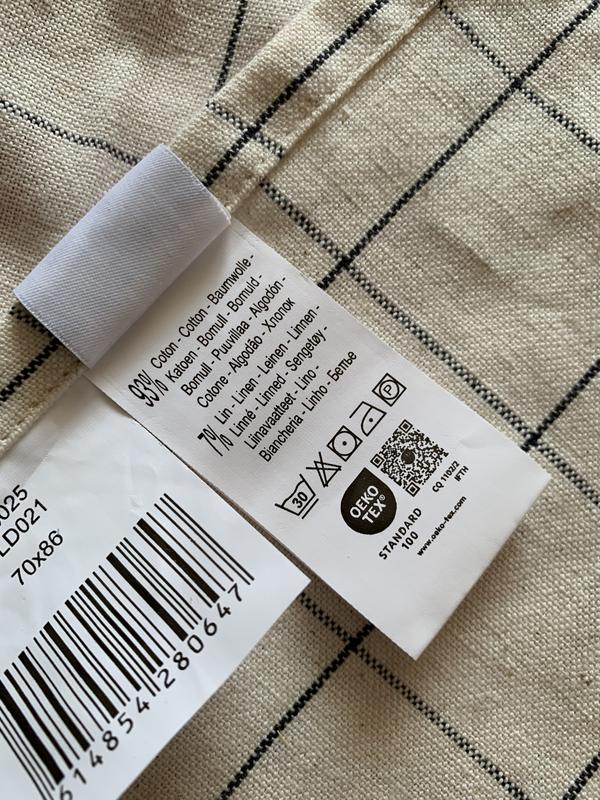 93% Coton - Cotton - Baumwolle -
Katoen - Bomull - Bomuld -
Bomull - Puuvillaa - Algodón -
Cotone - Algodão - Хлопок
7% Lin - Linen - Leinen - Linnen -
Linné - Linned - Sengetøy -
Liinavaatteet - Lino -
Biancheria - Linho - Белье
30
P
OEKO
TEX®
STANDARD
100
CQ 1102/2
IFTH
www.oeko-tex.com
025
LD021
70x86
614854280647